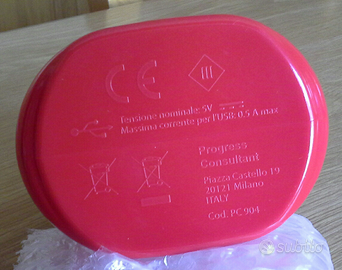 CE
III
Tensione nominale: 5V
Massima corrente per l'USB: 0.5 A max
Progress
Consultant
Piazza Castello 19
20121 Milano
ITALY
Cod. PC904
subito